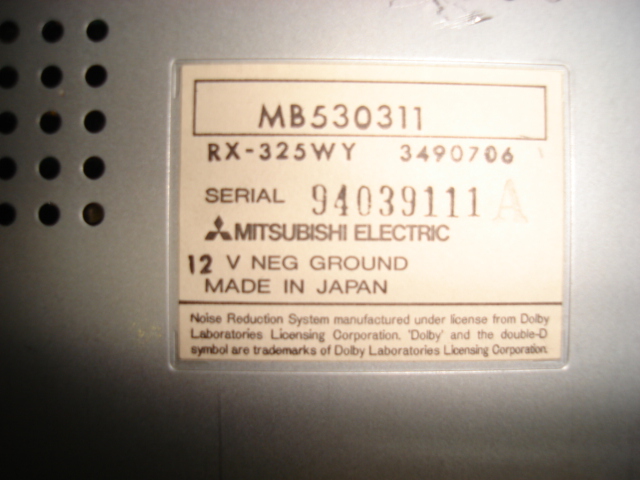 MB530311
RX-325WY 3490706
SERIAL 94039111 A
MITSUBISHI ELECTRIC
12 V NEG GROUND
MADE IN JAPAN
Noise Reduction System manufactured under license from Dolby
Laboratories Licensing Corporation. 'Dolby' and the double-D
symbol are trademarks of Dolby Laboratories Licensing Corporation.